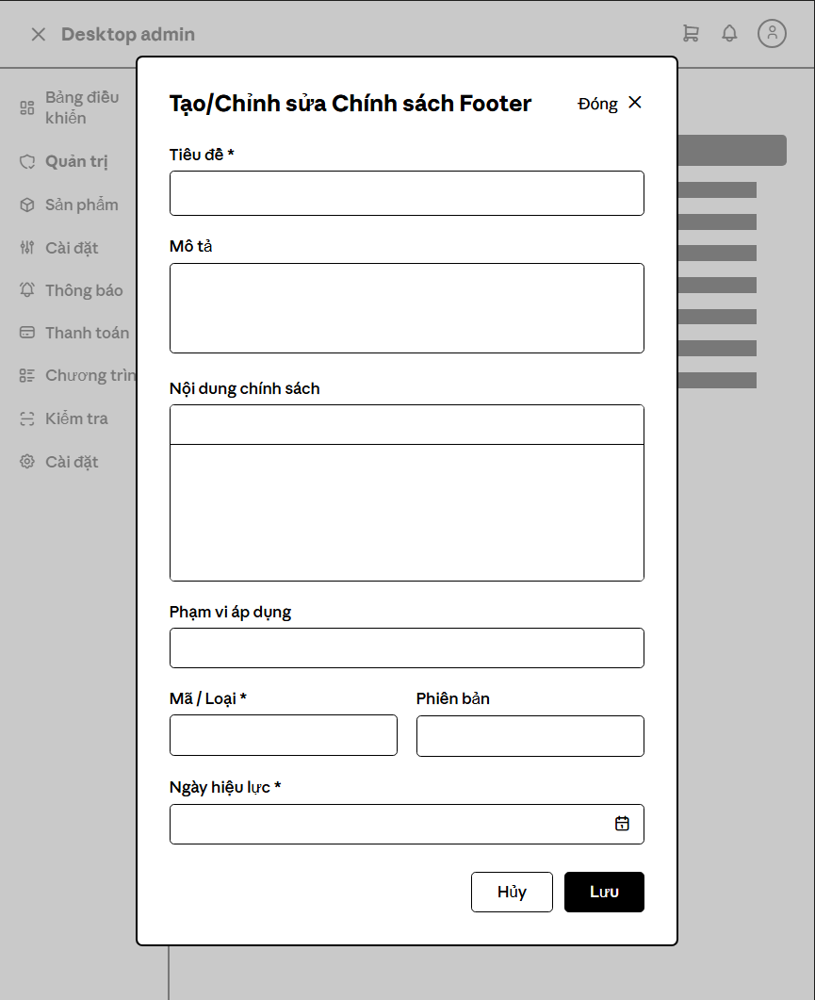 Desktop admin
Bảng điều
khiển
Quản trị
Sản phẩm
Cài đặt
Thông báo
Thanh toán
Chương trìn
Kiểm tra
Cài đặt
Tạo/Chỉnh sửa Chính sách Footer
Đóng
Tiêu đề *
Mô tả
Nội dung chính sách
Phạm vi áp dụng
Mã / Loại *
Phiên bản
Ngày hiệu lực *
Hủy
Lưu